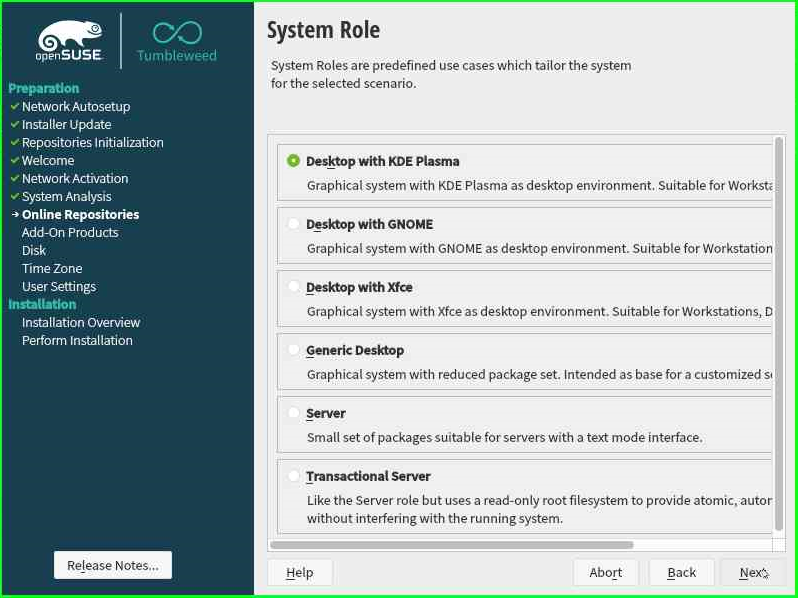 openSUSE
Tumbleweed
Preparation
Network Autosetup
Installer Update
Repositories Initialization
Welcome
Network Activation
System Analysis
Online Repositories
Add-On Products
Disk
Time Zone
User Settings
Installation
Installation Overview
Perform Installation
Release Notes...
System Role
System Roles are predefined use cases which tailor the system
for the selected scenario.
Desktop with KDE Plasma
Graphical system with KDE Plasma as desktop environment. Suitable for Worksta
Desktop with GNOME
Graphical system with GNOME as desktop environment. Suitable for Workstation
Desktop with Xfce
Graphical system with Xfce as desktop environment. Suitable for Workstations, D
Generic Desktop
Graphical system with reduced package set. Intended as base for a customized s
Server
Small set of packages suitable for servers with a text mode interface.
Transactional Server
Like the Server role but uses a read-only root filesystem to provide atomic, autor
without interfering with the running system.
Help
Abort
Back
Next